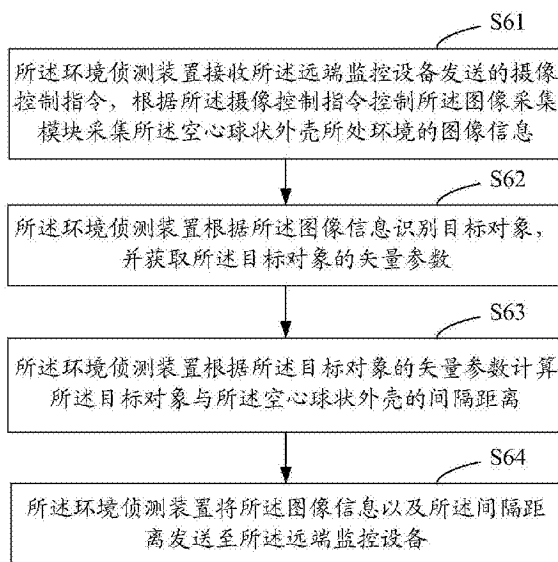 S61
所述环境侦测装置接收所述远端监控设备发送的摄像
控制指令，根据所述摄像控制指令控制所述图像采集
模块采集所述空心球状外壳所处环境的图像信息
S62
所述环境侦测装置根据所述图像信息识别目标对象，
并获取所述目标对象的矢量参数
S63
所述环境侦测装置根据所述目标对象的矢量参数计算
所述目标对象与所述空心球状外壳的间隔距离
S64
所述环境侦测装置将所述图像信息以及所述间隔距
离发送至所述远端监控设备